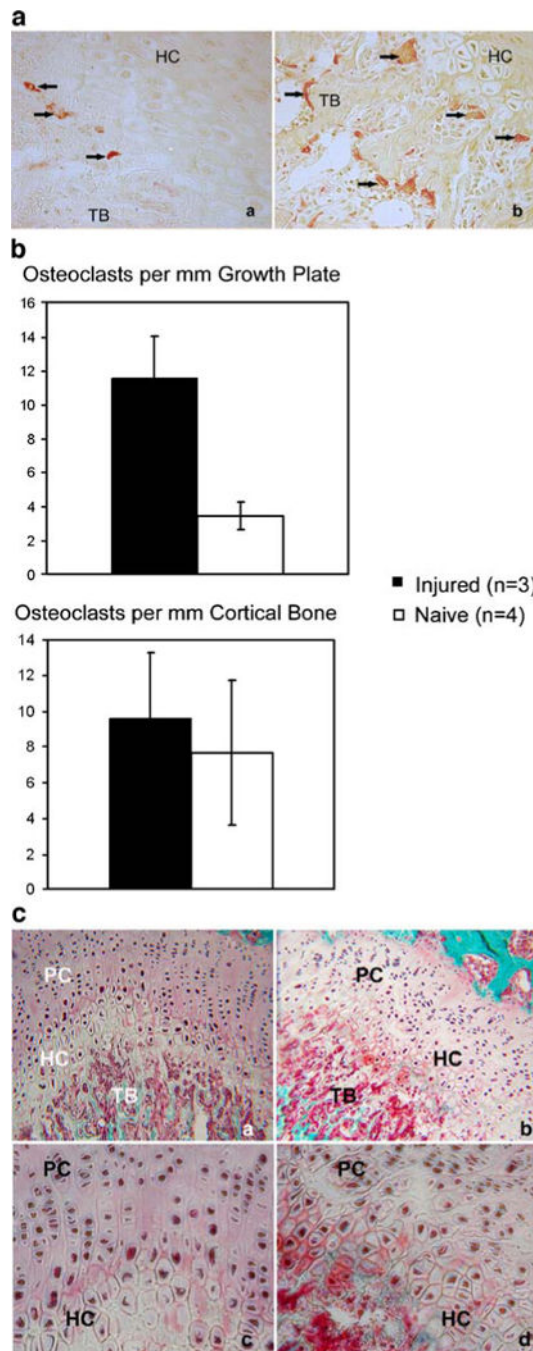 a
HC
TB
a
HC
TB
b
b
Osteoclasts per mm Growth Plate
16
14
12
10
8
6
4
2
0
Osteoclasts per mm Cortical Bone
14
12
10
8
6
4
2
0
Injured (n=3)
Naive (n=4)
c
PC
HC
TB
a
PC
HC
TB
b
PC
HC
c
PC
HC
d